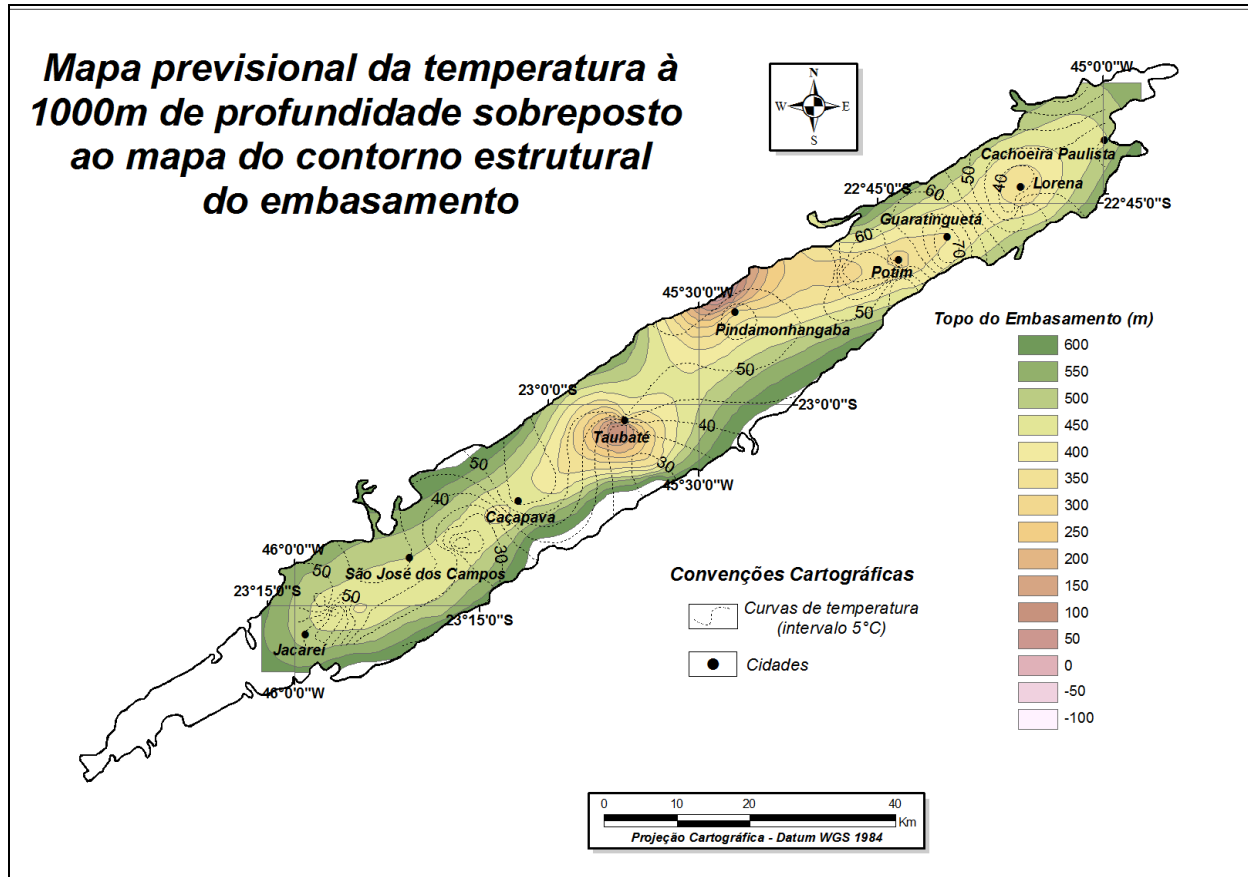 Mapa previsional da temperatura à
1000m de profundidade sobreposto
ao mapa do contorno estrutural
do embasamento
N
W
E
S
45°0'0"W
Cachoeira Paulista
50
40
Lorena
22°45'0"S
60
22°45'0"S
Guaratinguetá
60
70
Potim
45°30'0"W
50
Pindamonhangaba
50
23°0'0"S
23°0'0"S
40
Taubaté
30
45°30'0"W
50
40
Caçapava
30
46°0'0"W
50
São José dos Campos
23°15'0"S
50
23°15'0"S
Jacareí
46°0'0"W
Topo do Embasamento (m)
600
550
500
450
400
350
300
250
200
150
100
50
0
-50
-100
Convenções Cartográficas
Curvas de temperatura
(intervalo 5°C)
Cidades
0 10 20 40
Km
Projeção Cartográfica - Datum WGS 1984